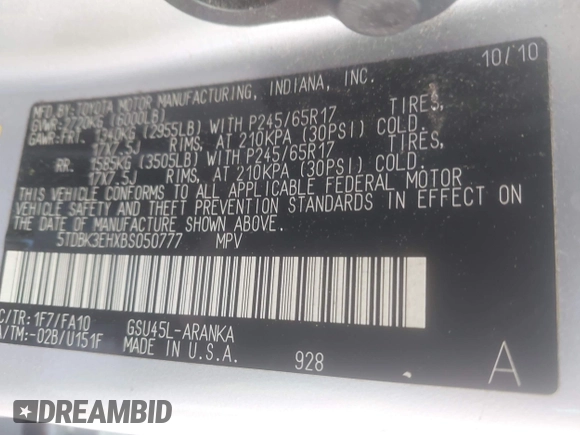 10/10
MFD.BY:TOYOTA MOTOR MANUFACTURING, INDIANA, INC.
GVWR 2720KG (6000LB)
GAWR:FRT. 1340KG (2955LB) WITH P245/65R17 TIRES,
17X7.5J RIMS, AT 210KPA (30PSI) COLD.
RR. 1585KG (3505LB) WITH P245/65R17 TIRES,
17X7.5J RIMS, AT 210KPA (30PSI) COLD.
THIS VEHICLE CONFORMS TO ALL APPLICABLE FEDERAL MOTOR
VEHICLE SAFETY AND THEFT PREVENTION STANDARDS IN EFFECT ON
THE DATE OF MANUFACTURE SHOWN ABOVE.
5TDBK3EHXBS050777 MPV
C/TR: 1F7/FA10 GSU45L-ARANKA
A/TM:-02B/U151F MADE IN U.S.A. 928 A
DREAMBID
AUTO IMPORT FROM USA